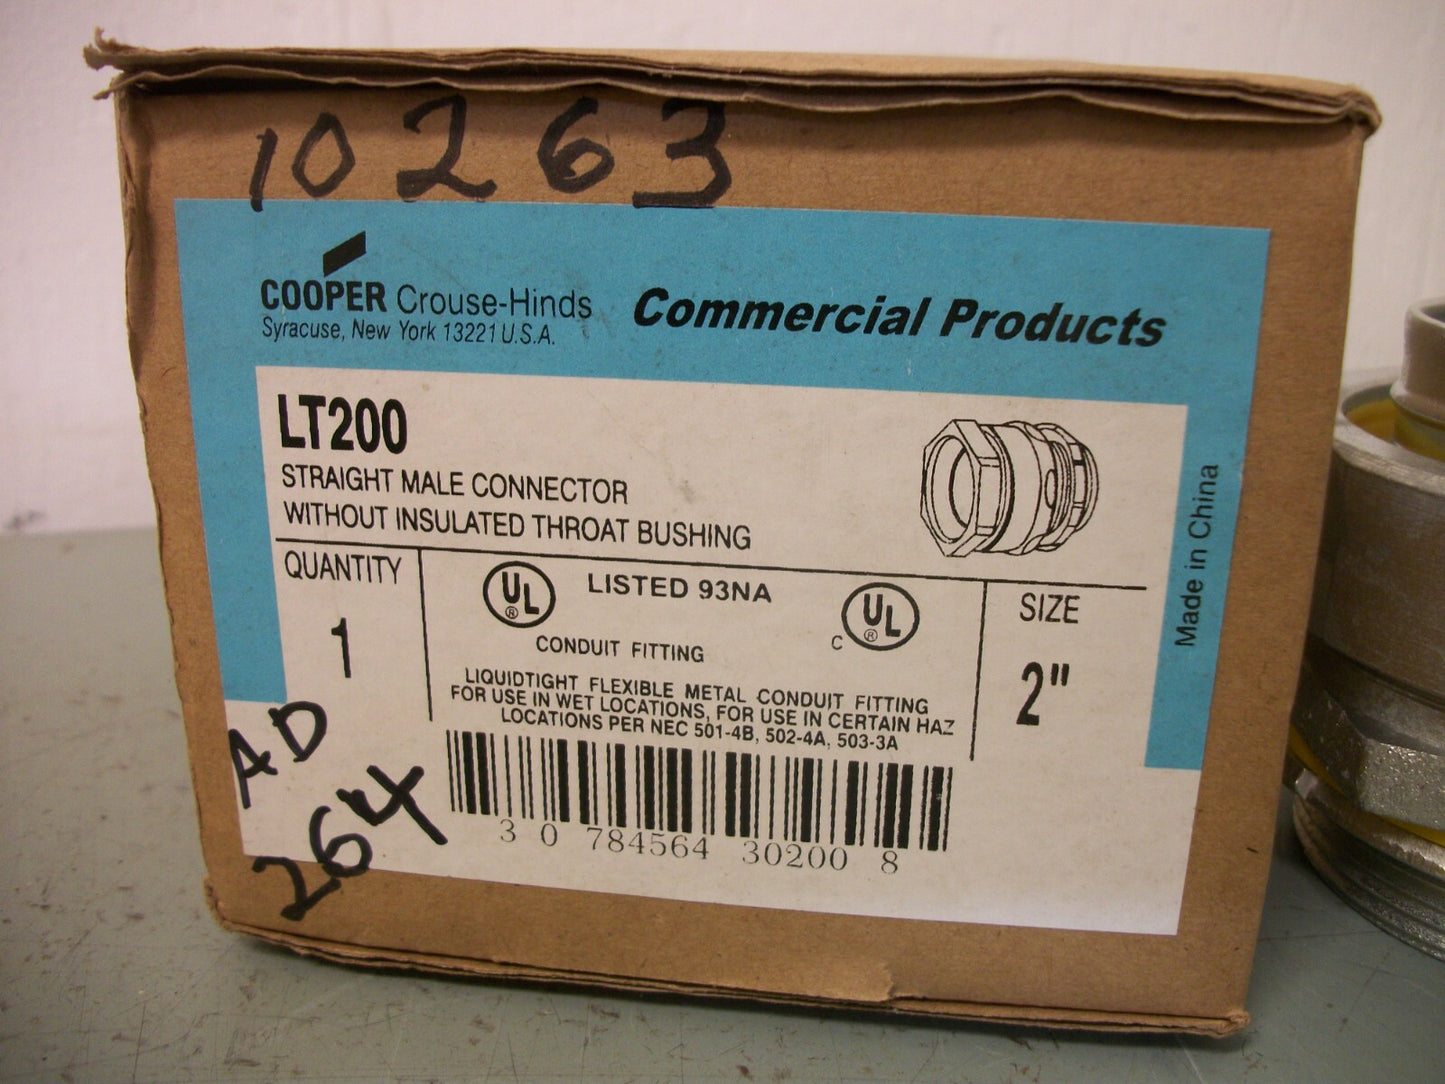 10263
COOPER Crouse-Hinds
Syracuse, New York 13221 U.S.A.
Commercial Products
LT200
STRAIGHT MALE CONNECTOR
WITHOUT INSULATED THROAT BUSHING
QUANTITY
1
UL
®
LISTED 93NA
C UL
®
CONDUIT FITTING
LIQUIDTIGHT FLEXIBLE METAL CONDUIT FITTING
FOR USE IN WET LOCATIONS, FOR USE IN CERTAIN HAZ
LOCATIONS PER NEC 501-4B, 502-4A, 503-3A
SIZE
2"
Made in China
3 0 784564 30200 8
AD
264